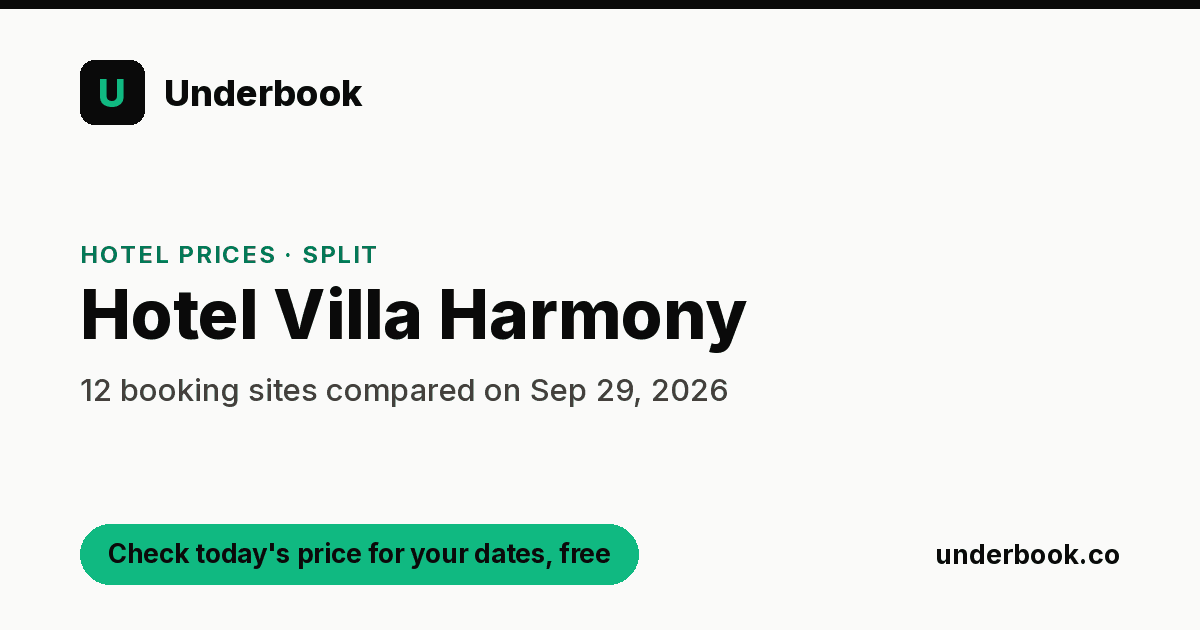 U Underbook
HOTEL PRICES · SPLIT
Hotel Villa Harmony
12 booking sites compared on Sep 29, 2026
Check today's price for your dates, free
underbook.co